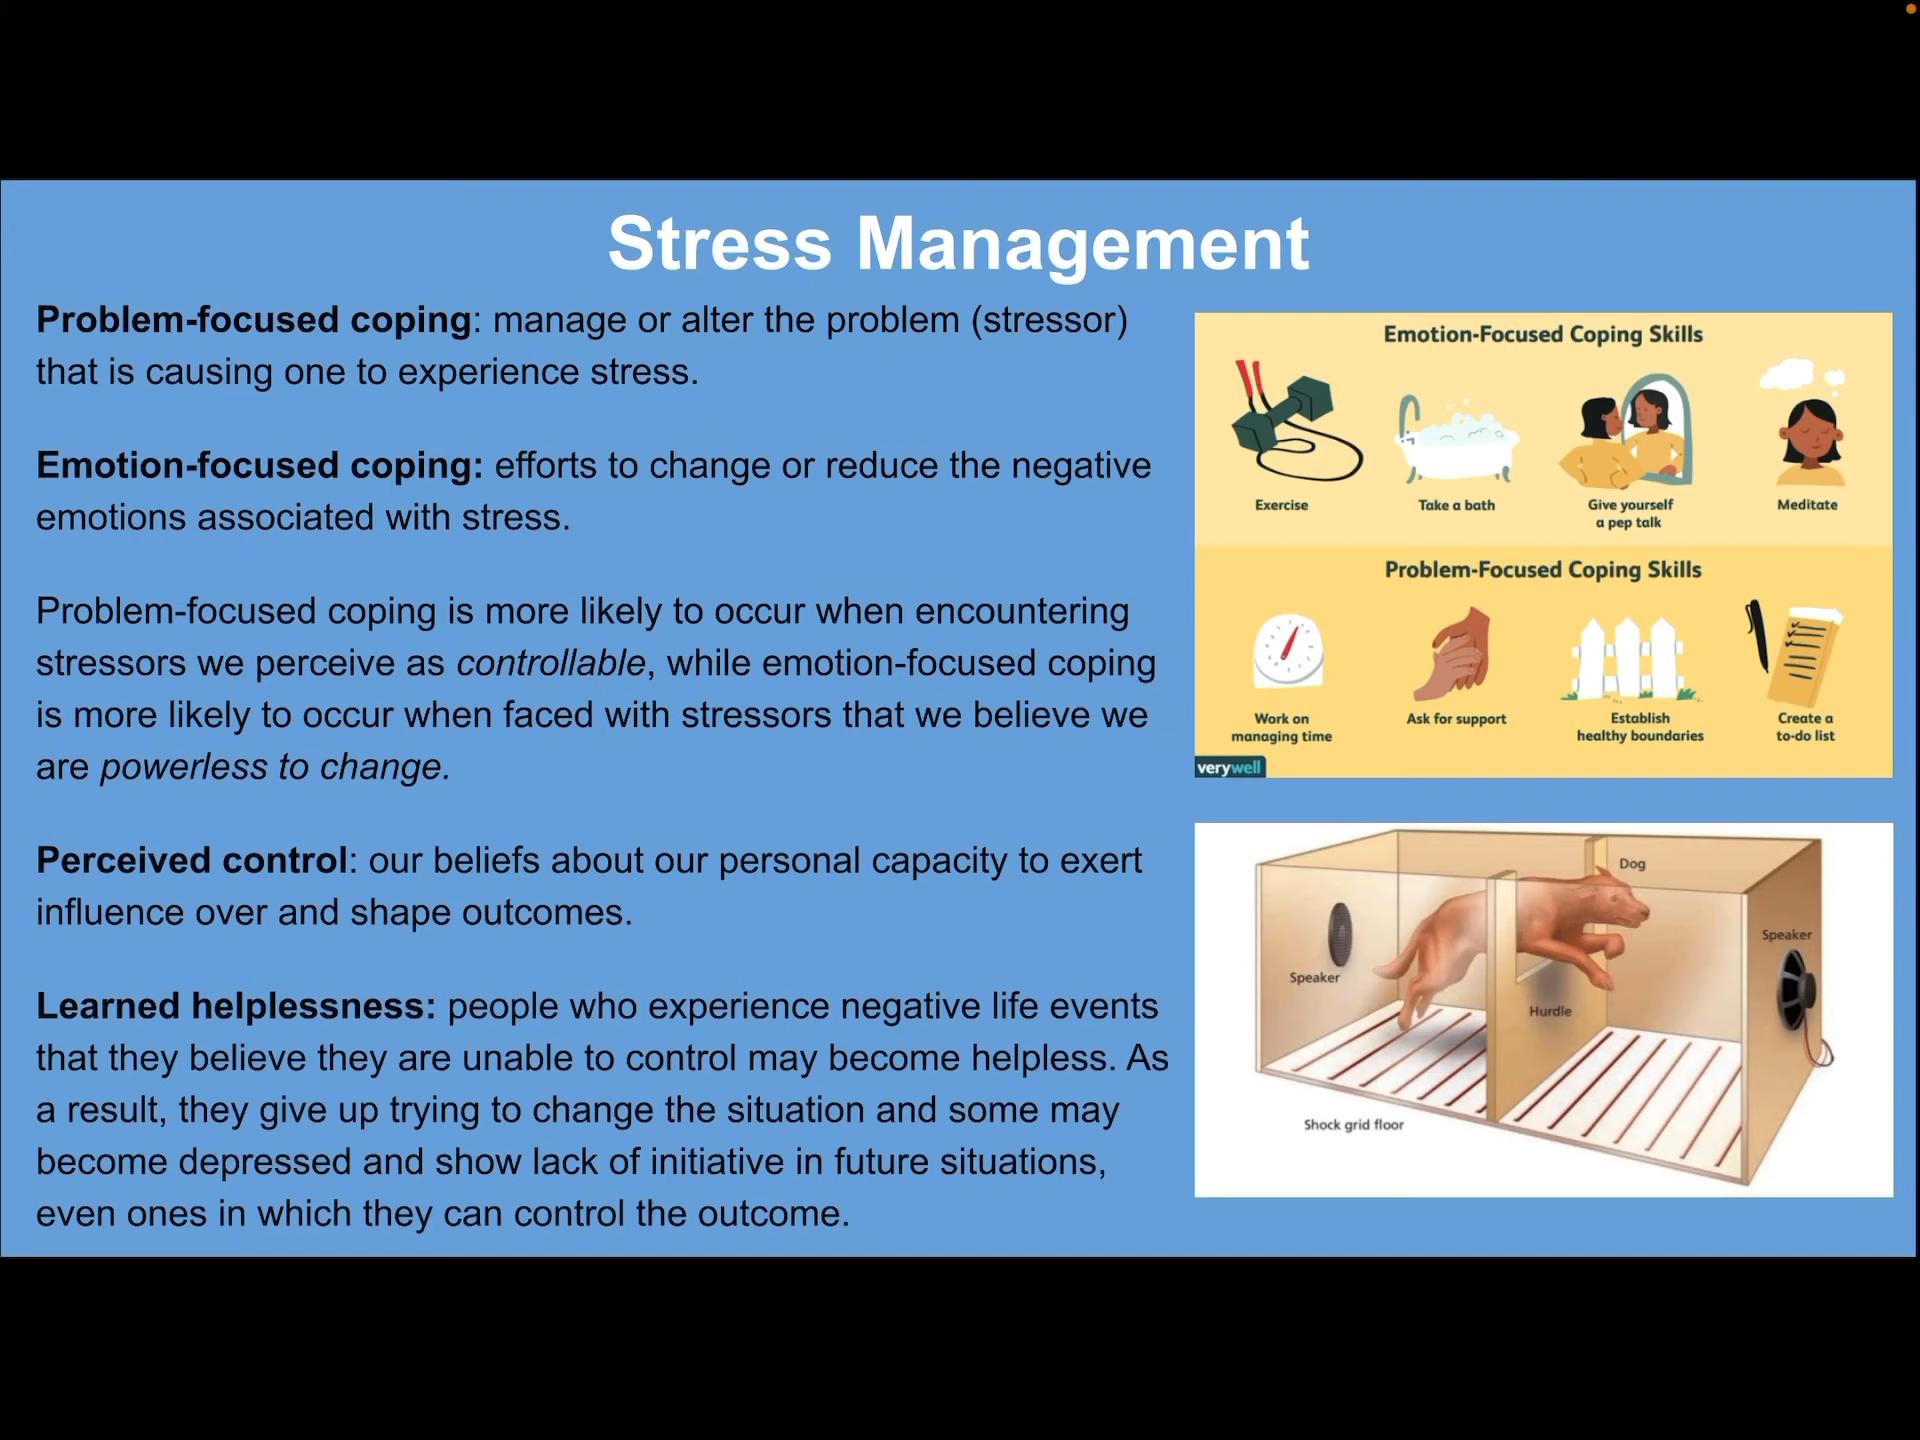 Stress Management
Problem-focused coping: manage or alter the problem (stressor)
that is causing one to experience stress.
Emotion-focused coping: efforts to change or reduce the negative
emotions associated with stress.
Problem-focused coping is more likely to occur when encountering
stressors we perceive as controllable, while emotion-focused coping
is more likely to occur when faced with stressors that we believe we
are powerless to change.
Perceived control: our beliefs about our personal capacity to exert
influence over and shape outcomes.
Learned helplessness: people who experience negative life events
that they believe they are unable to control may become helpless. As
a result, they give up trying to change the situation and some may
become depressed and show lack of initiative in future situations,
even ones in which they can control the outcome.
Emotion-Focused Coping Skills
Exercise
Take a bath
Give yourself
a pep talk
Meditate
Problem-Focused Coping Skills
Work on
managing time
Ask for support
Establish
healthy boundaries
Create a
to-do list
verywell
Dog
Speaker
Speaker
Hurdle
Shock grid floor